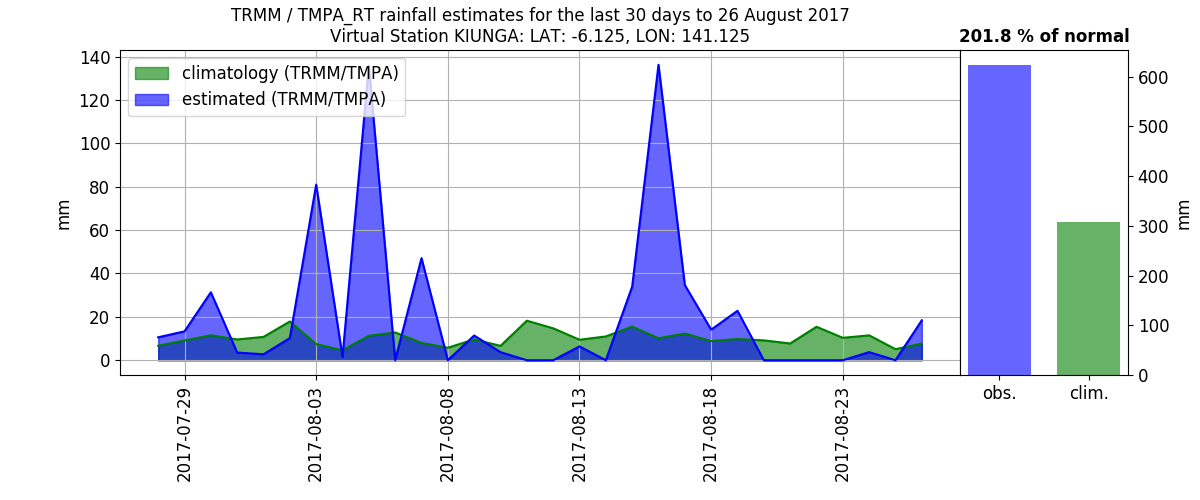 TRMM / TMPA_RT rainfall estimates for the last 30 days to 26 August 2017
Virtual Station KIUNGA: LAT: -6.125, LON: 141.125
201.8 % of normal
climatology (TRMM/TMPA)
estimated (TRMM/TMPA)
mm
140
120
100
80
60
40
20
0
2017-07-29
2017-08-03
2017-08-08
2017-08-13
2017-08-18
2017-08-23
600
500
400
300
200
100
0
mm
obs.
clim.